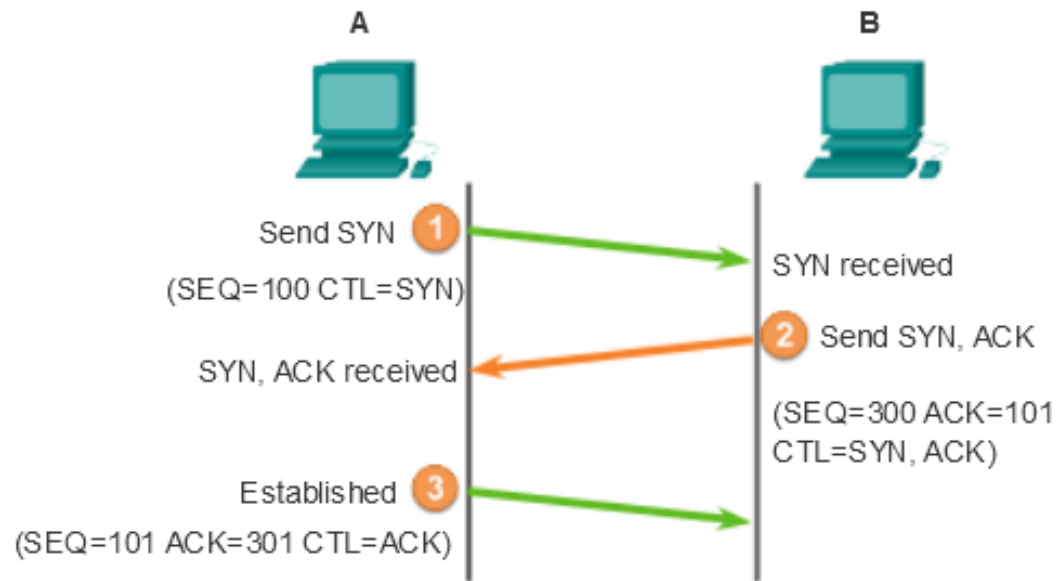 A
B
Send SYN 1
(SEQ=100 CTL=SYN)
SYN received
2 Send SYN, ACK
SYN, ACK received
(SEQ=300 ACK=101
CTL=SYN, ACK)
Established 3
(SEQ=101 ACK=301 CTL=ACK)